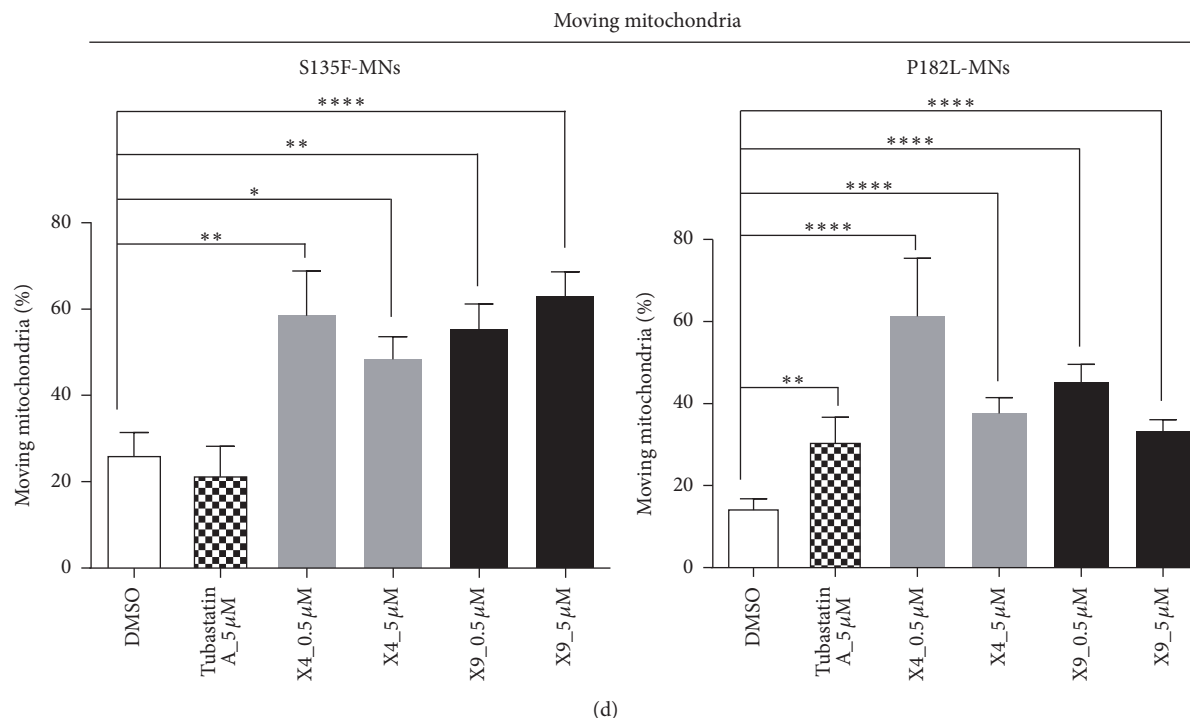 Moving mitochondria
S135F-MNs
****
**
*
**
Moving mitochondria (%)
80
60
40
20
0
DMSO
Tubastatin
A_5 μM
X4_0.5 μM
X4_5 μM
X9_0.5 μM
X9_5 μM
P182L-MNs
****
****
****
****
**
Moving mitochondria (%)
80
60
40
20
0
DMSO
Tubastatin
A_5 μM
X4_0.5 μM
X4_5 μM
X9_0.5 μM
X9_5 μM
(d)